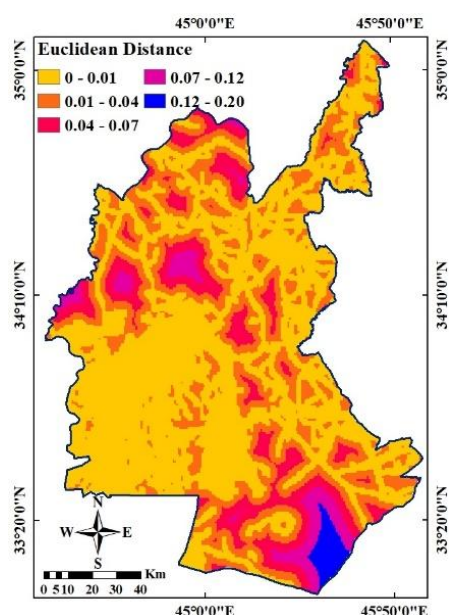 45°0'0"E 45°50'0"E
Euclidean Distance
0 - 0.01 0.07 - 0.12
0.01 - 0.04 0.12 - 0.20
0.04 - 0.07
35°0'0"N 35°0'0"N
34°10'0"N 34°10'0"N
33°20'0"N 33°20'0"N
N
W E
S
Km
0 5 10 20 30 40
45°0'0"E 45°50'0"E